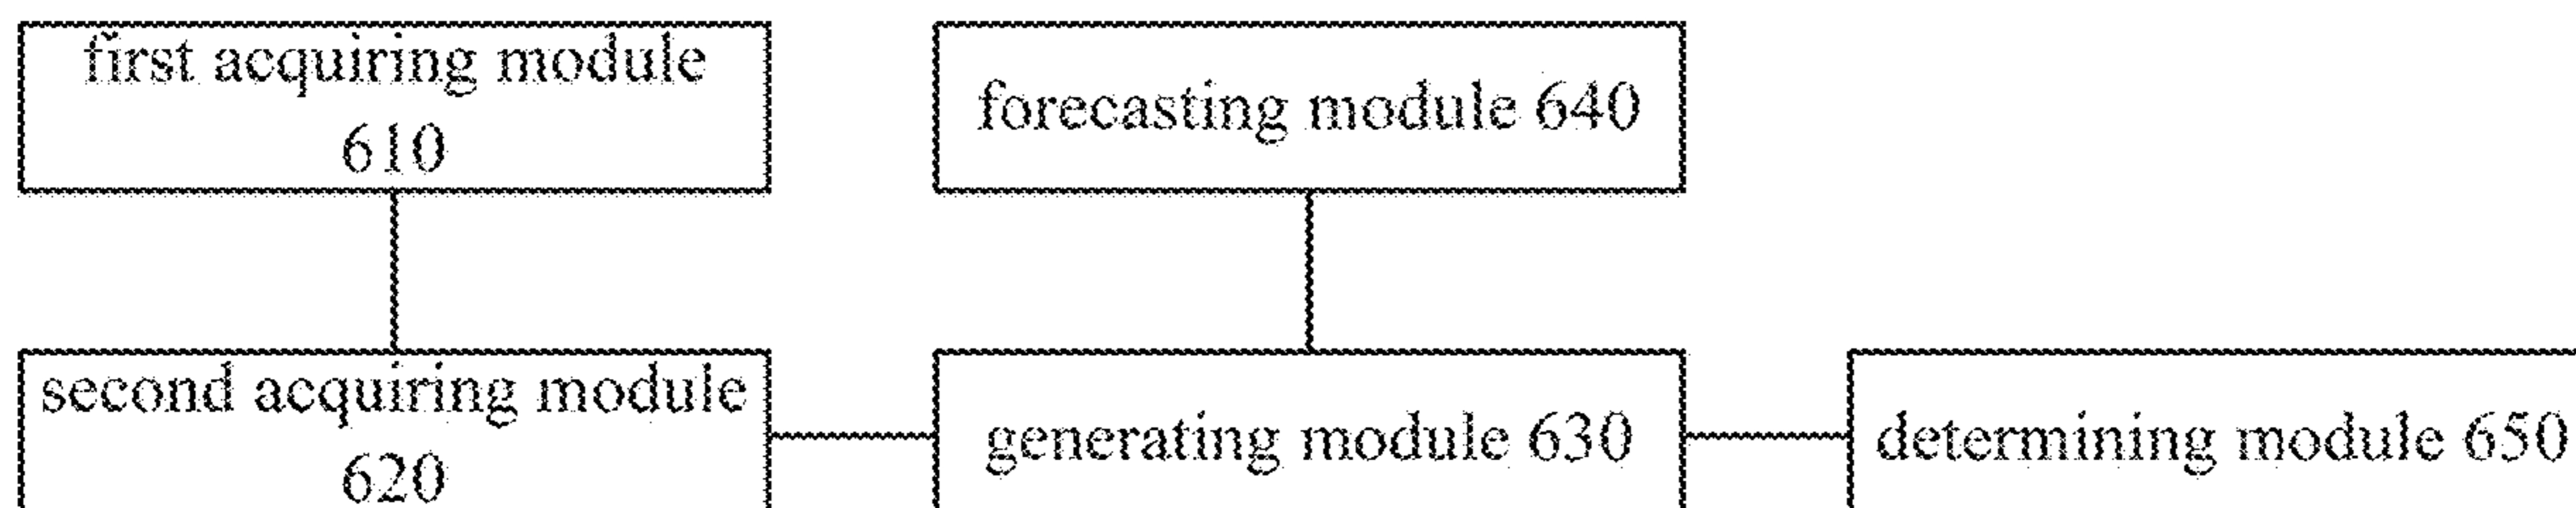 first acquiring module
610
forecasting module 640
second acquiring module
620
generating module 630
determining module 650